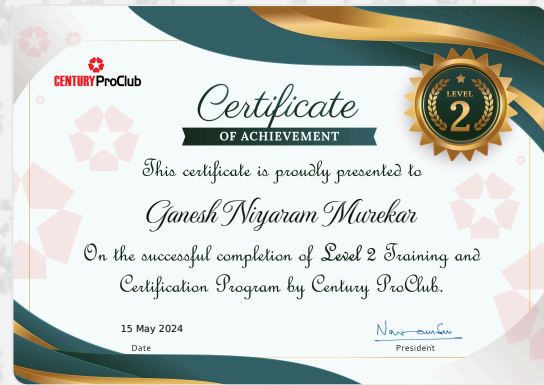 CENTURYProClub
Certificate
OF ACHIEVEMENT
LEVEL
2
This certificate is proudly presented to
Ganesh Niyaram Murekar
On the successful completion of Level 2 Training and
Certification Program by Century ProClub.
15 May 2024
Date
President